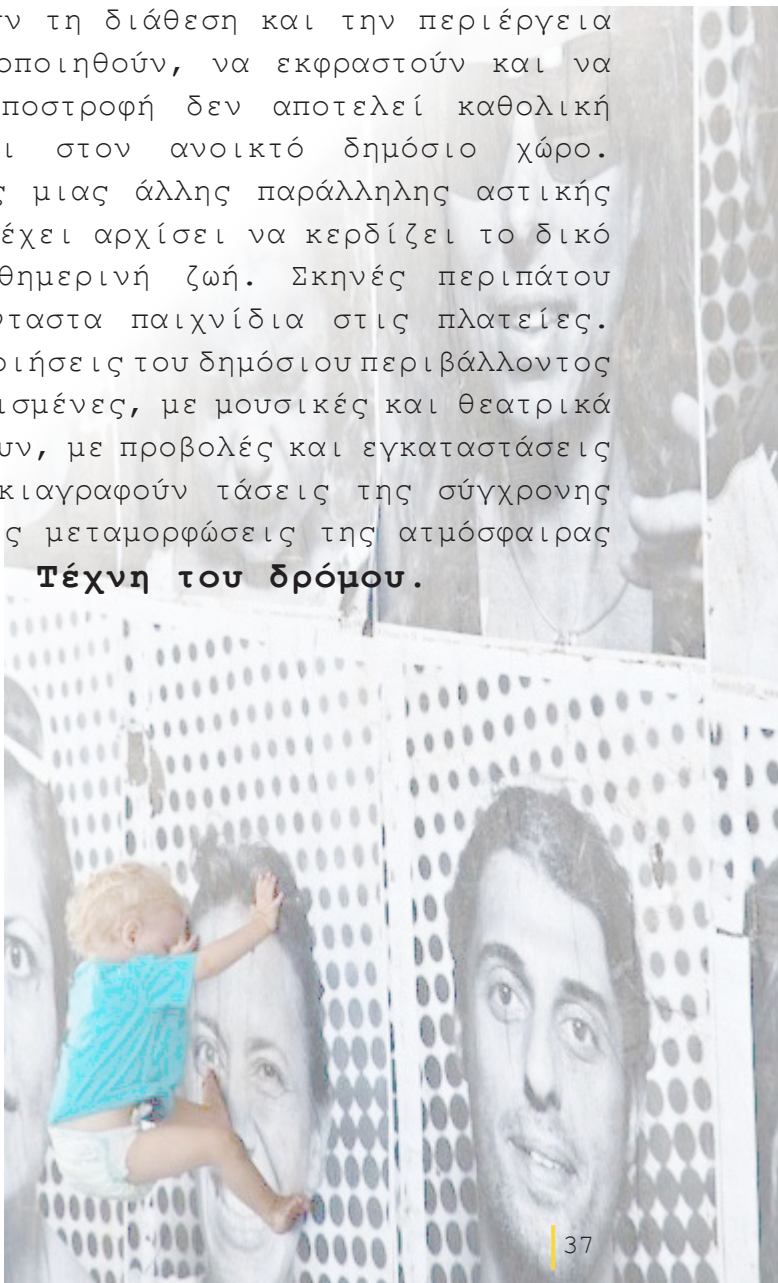 ν τη διάθεση και την περιέργεια
οποιηθούν, να εκφραστούν και να
ποστροφή δεν αποτελεί καθολική
ι στον ανοικτό δημόσιο χώρο.
ς μιας άλλης παράλληλης αστικής
έχει αρχίσει να κερδίζει το δικό
θημερινή ζωή. Σκηνές περιπάτου
νταστα παιχνίδια στις πλατείες.
οιήσεις του δημόσιου περιβάλλοντος
ισμένες, με μουσικές και θεατρικά
υν, με προβολές και εγκαταστάσεις
κιαγραφούν τάσεις της σύγχρονης
ς μεταμορφώσεις της ατμόσφαιρας
Τέχνη του δρόμου.
37